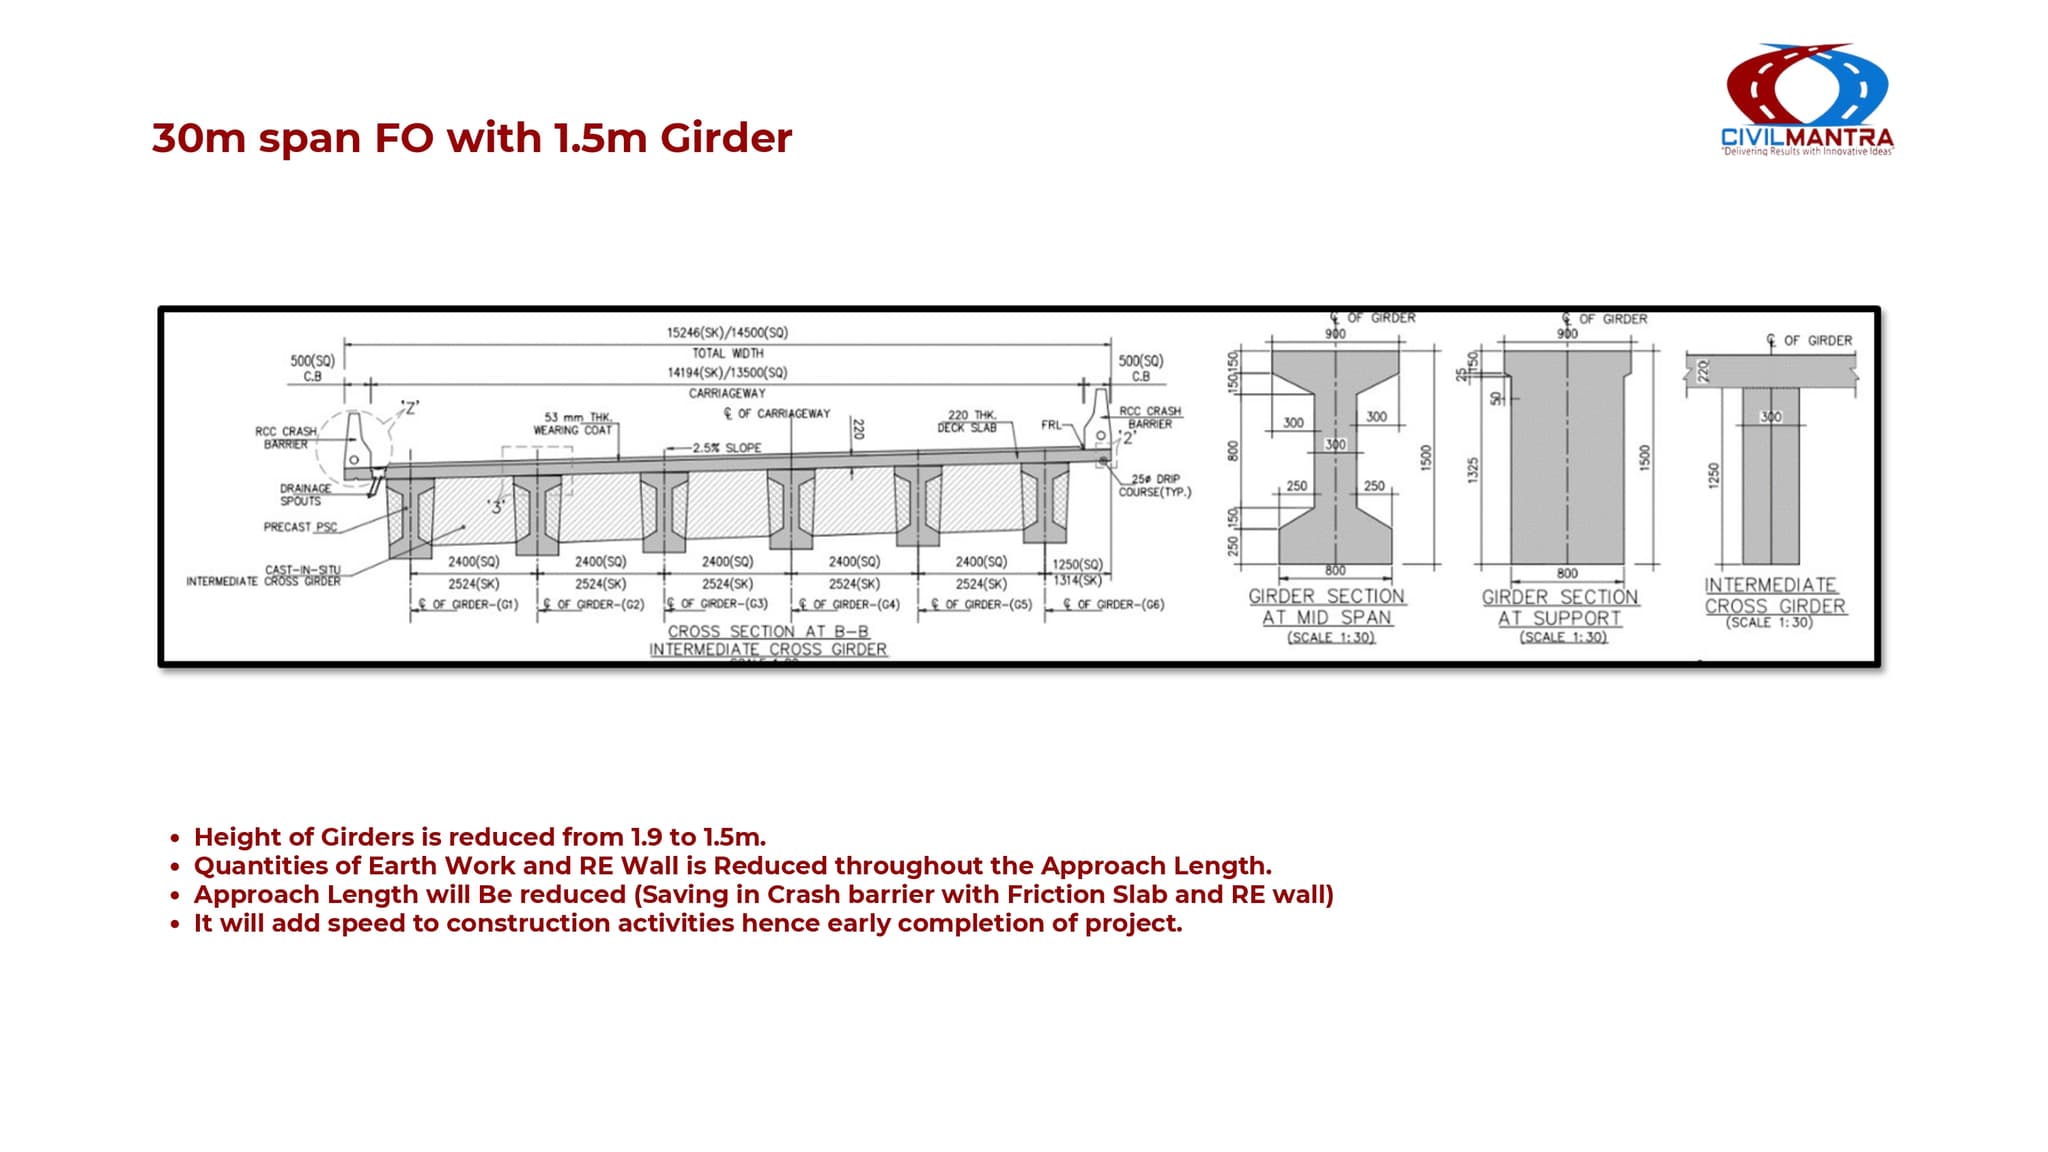 CIVILMANTRA
"Delivering Results with Innovative Ideas"
30m span FO with 1.5m Girder
15246(SK)/14500(SQ)
TOTAL WIDTH
500(SQ)
C.B
14194(SK)/13500(SQ)
CARRIAGEWAY
500(SQ)
C.B
℄ OF CARRIAGEWAY
'Z'
RCC CRASH
BARRIER
53 mm THK.
WEARING COAT
220
220 THK.
DECK SLAB
FRL
RCC CRASH
BARRIER
'2'
2.5% SLOPE
DRAINAGE
SPOUTS
'3'
25ø DRIP
COURSE(TYP.)
PRECAST PSC
CAST-IN-SITU
INTERMEDIATE CROSS GIRDER
2400(SQ) 2400(SQ) 2400(SQ) 2400(SQ) 2400(SQ) 1250(SQ)
2524(SK) 2524(SK) 2524(SK) 2524(SK) 2524(SK) 1314(SK)
℄ OF GIRDER-(G1) ℄ OF GIRDER-(G2) ℄ OF GIRDER-(G3) ℄ OF GIRDER-(G4) ℄ OF GIRDER-(G5) ℄ OF GIRDER-(G6)
CROSS SECTION AT B-B
INTERMEDIATE CROSS GIRDER
℄ OF GIRDER
900
150
150
300
300
300
800
1500
250
250
150
250
800
GIRDER SECTION
AT MID SPAN
(SCALE 1:30)
℄ OF GIRDER
900
150
25
50
1325
1500
800
GIRDER SECTION
AT SUPPORT
(SCALE 1:30)
℄ OF GIRDER
220
300
1250
INTERMEDIATE
CROSS GIRDER
(SCALE 1:30)
• Height of Girders is reduced from 1.9 to 1.5m.
• Quantities of Earth Work and RE Wall is Reduced throughout the Approach Length.
• Approach Length will Be reduced (Saving in Crash barrier with Friction Slab and RE wall)
• It will add speed to construction activities hence early completion of project.